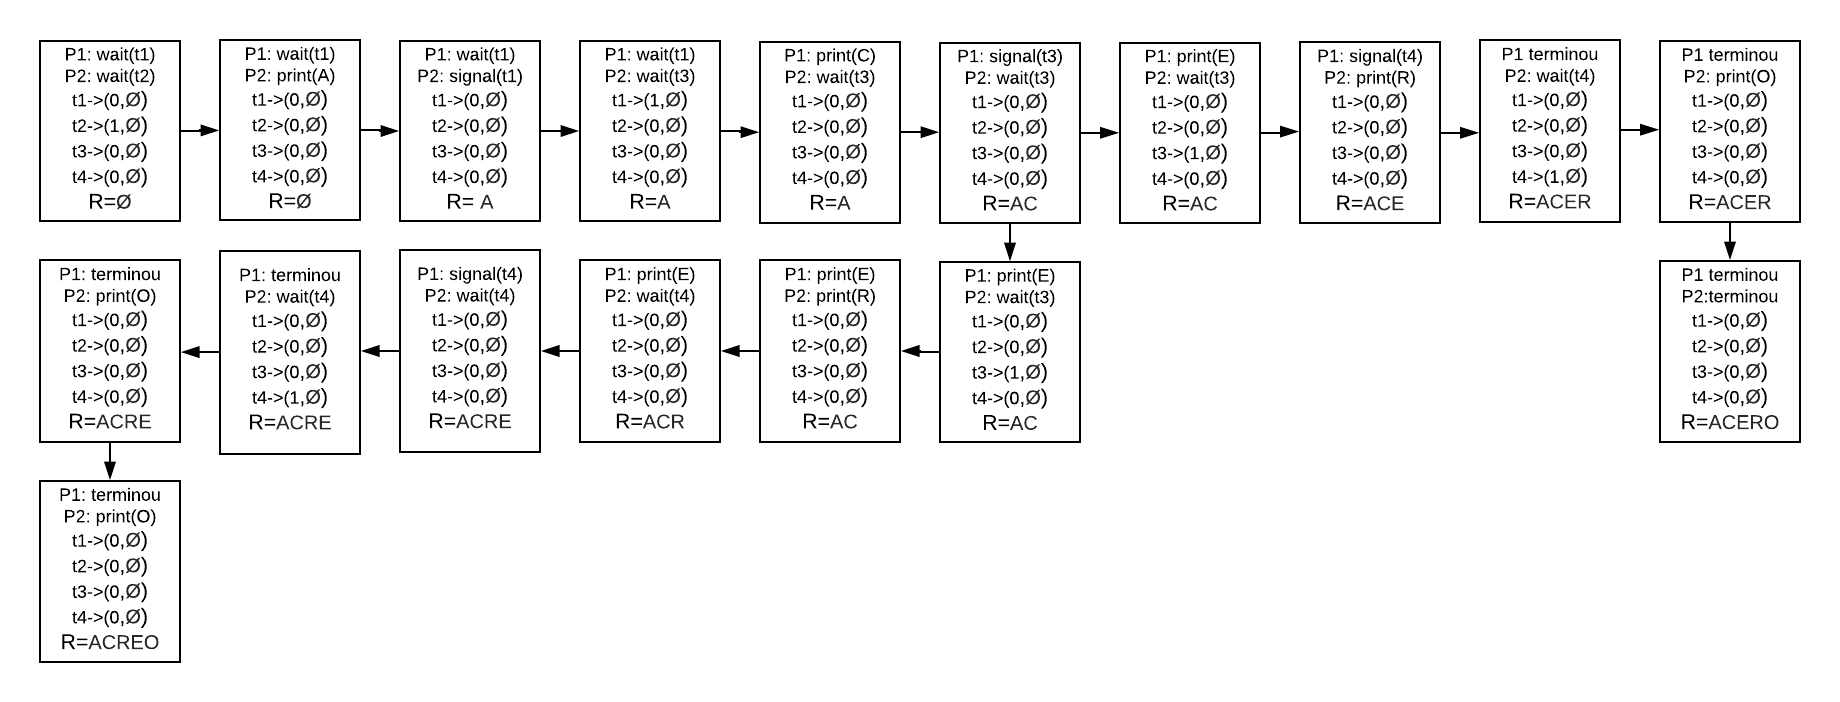 P1: wait(t1)
P2: wait(t2)
t1->(0,Ø)
t2->(1,Ø)
t3->(0,Ø)
t4->(0,Ø)
R=Ø
P1: wait(t1)
P2: print(A)
t1->(0,Ø)
t2->(0,Ø)
t3->(0,Ø)
t4->(0,Ø)
R=Ø
P1: wait(t1)
P2: signal(t1)
t1->(0,Ø)
t2->(0,Ø)
t3->(0,Ø)
t4->(0,Ø)
R= A
P1: wait(t1)
P2: wait(t3)
t1->(1,Ø)
t2->(0,Ø)
t3->(0,Ø)
t4->(0,Ø)
R=A
P1: print(C)
P2: wait(t3)
t1->(0,Ø)
t2->(0,Ø)
t3->(0,Ø)
t4->(0,Ø)
R=A
P1: signal(t3)
P2: wait(t3)
t1->(0,Ø)
t2->(0,Ø)
t3->(0,Ø)
t4->(0,Ø)
R=AC
P1: print(E)
P2: wait(t3)
t1->(0,Ø)
t2->(0,Ø)
t3->(1,Ø)
t4->(0,Ø)
R=AC
P1: signal(t4)
P2: print(R)
t1->(0,Ø)
t2->(0,Ø)
t3->(0,Ø)
t4->(0,Ø)
R=ACE
P1 terminou
P2: wait(t4)
t1->(0,Ø)
t2->(0,Ø)
t3->(0,Ø)
t4->(1,Ø)
R=ACER
P1 terminou
P2: print(O)
t1->(0,Ø)
t2->(0,Ø)
t3->(0,Ø)
t4->(0,Ø)
R=ACER
P1: terminou
P2: print(O)
t1->(0,Ø)
t2->(0,Ø)
t3->(0,Ø)
t4->(0,Ø)
R=ACRE
P1: terminou
P2: wait(t4)
t1->(0,Ø)
t2->(0,Ø)
t3->(0,Ø)
t4->(1,Ø)
R=ACRE
P1: signal(t4)
P2: wait(t4)
t1->(0,Ø)
t2->(0,Ø)
t3->(0,Ø)
t4->(0,Ø)
R=ACRE
P1: print(E)
P2: wait(t4)
t1->(0,Ø)
t2->(0,Ø)
t3->(0,Ø)
t4->(0,Ø)
R=ACR
P1: print(E)
P2: print(R)
t1->(0,Ø)
t2->(0,Ø)
t3->(0,Ø)
t4->(0,Ø)
R=AC
P1: print(E)
P2: wait(t3)
t1->(0,Ø)
t2->(0,Ø)
t3->(1,Ø)
t4->(0,Ø)
R=AC
P1 terminou
P2:terminou
t1->(0,Ø)
t2->(0,Ø)
t3->(0,Ø)
t4->(0,Ø)
R=ACERO
P1: terminou
P2: print(O)
t1->(0,Ø)
t2->(0,Ø)
t3->(0,Ø)
t4->(0,Ø)
R=ACREO